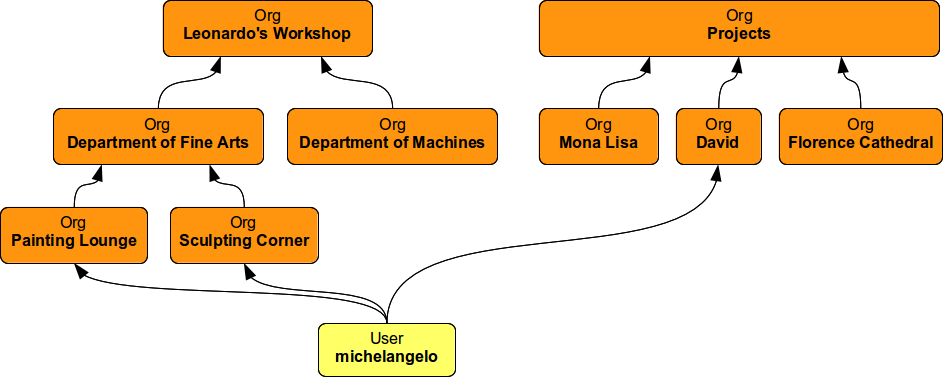 Org
Leonardo's Workshop
Org
Projects
Org
Department of Fine Arts
Org
Department of Machines
Org
Mona Lisa
Org
David
Org
Florence Cathedral
Org
Painting Lounge
Org
Sculpting Corner
User
michelangelo